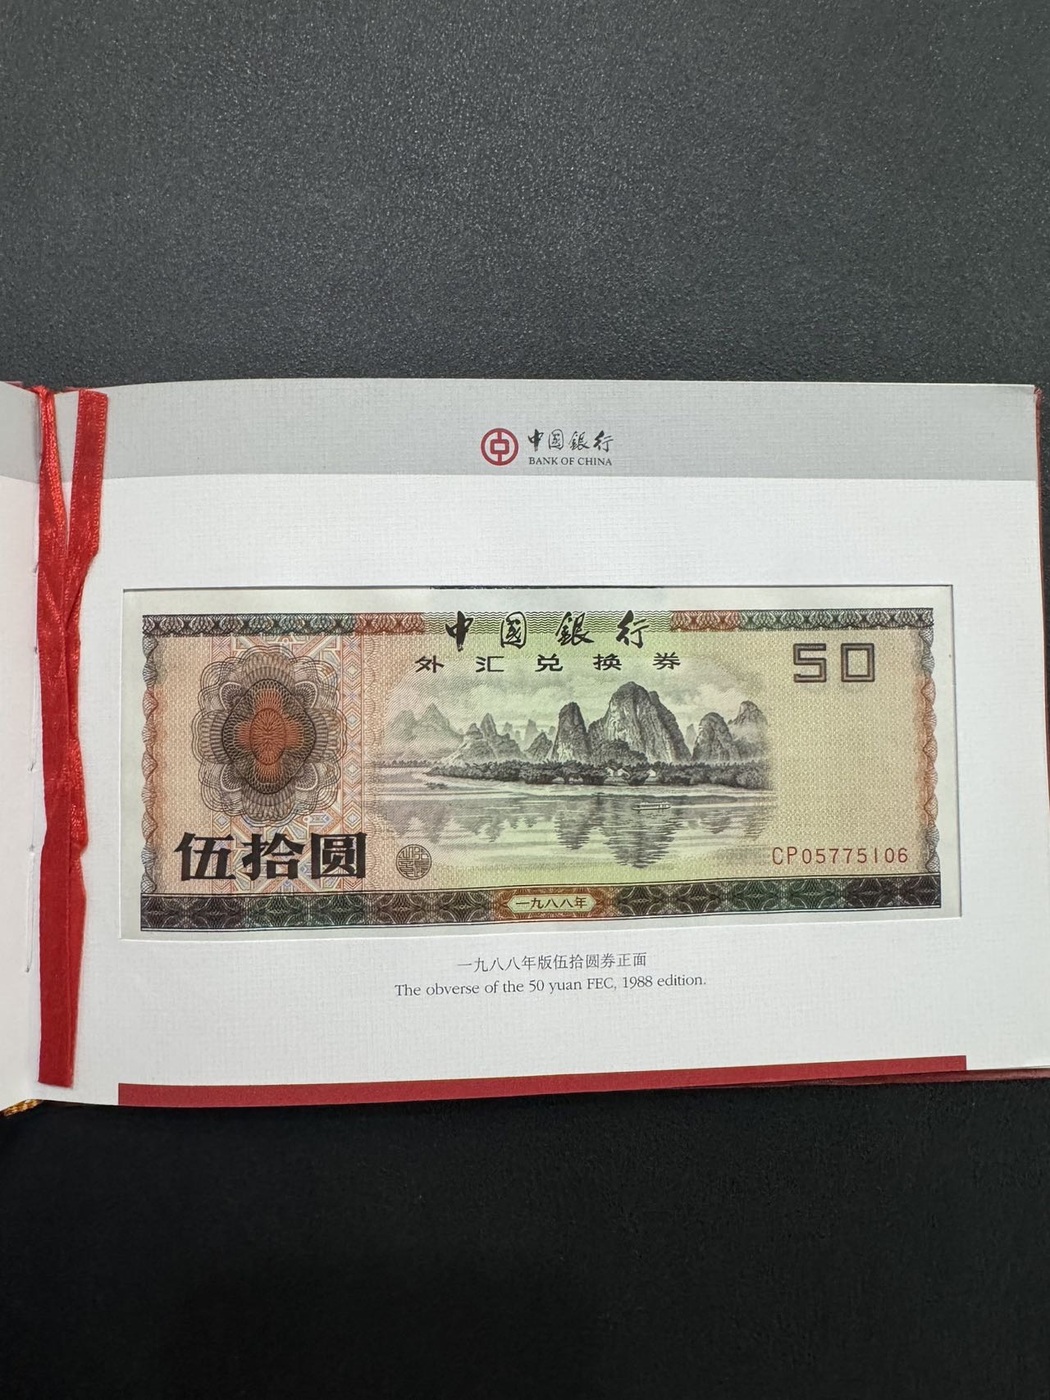 中国銀行
BANK OF CHINA
中国銀行
外汇兑换券
50
伍拾圆
CP05775106
一九八八年
一九八八年版伍拾圆券正面
The obverse of the 50 yuan FEC, 1988 edition.